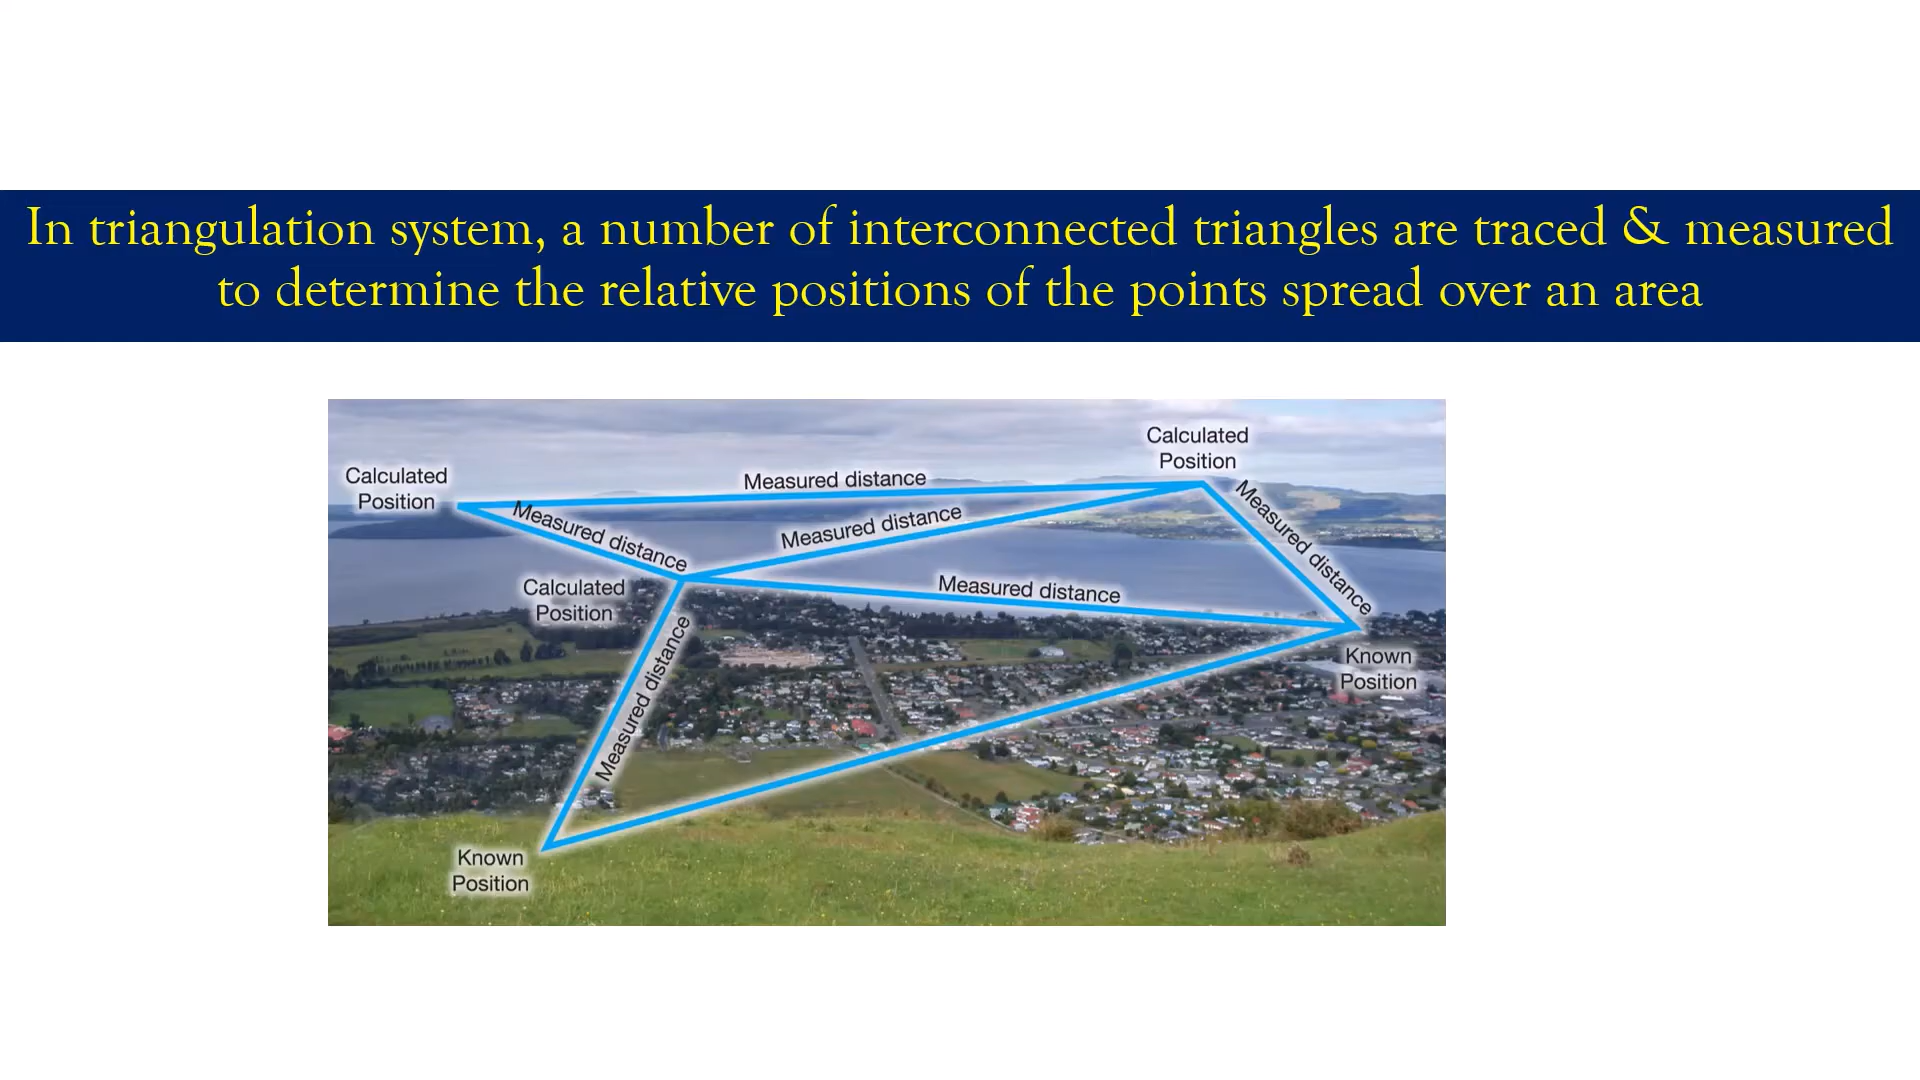 In triangulation system, a number of interconnected triangles are traced & measured
to determine the relative positions of the points spread over an area
Calculated
Position
Measured distance
Calculated
Position
Measured distance
Measured distance
Measured distance
Calculated
Position
Measured distance
Measured distance
Known
Position
Known
Position